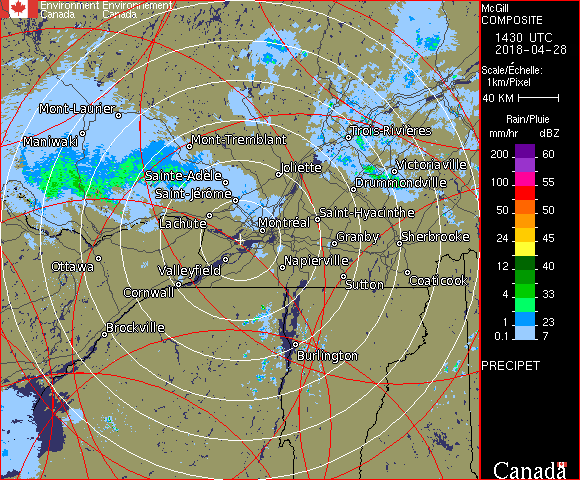 Environment Environnement
Canada Canada
Mont-Laurier
Maniwaki
Mont-Tremblant
Trois-Rivières
Sainte-Adèle
Joliette
Victoriaville
Saint-Jérôme
Drummondville
Lachute
Montréal
Saint-Hyacinthe
Granby
Sherbrooke
Ottawa
Valleyfield
Napierville
Cornwall
Sutton
Coaticook
Brockville
Burlington
McGill
COMPOSITE
1430 UTC
2018-04-28
Scale/Échelle:
1km/Pixel
40 KM
Rain/Pluie
mm/hr dBZ
200 60
100 55
50 50
24 45
12 40
4 33
1 23
0.1 7
PRECIPET
Canada